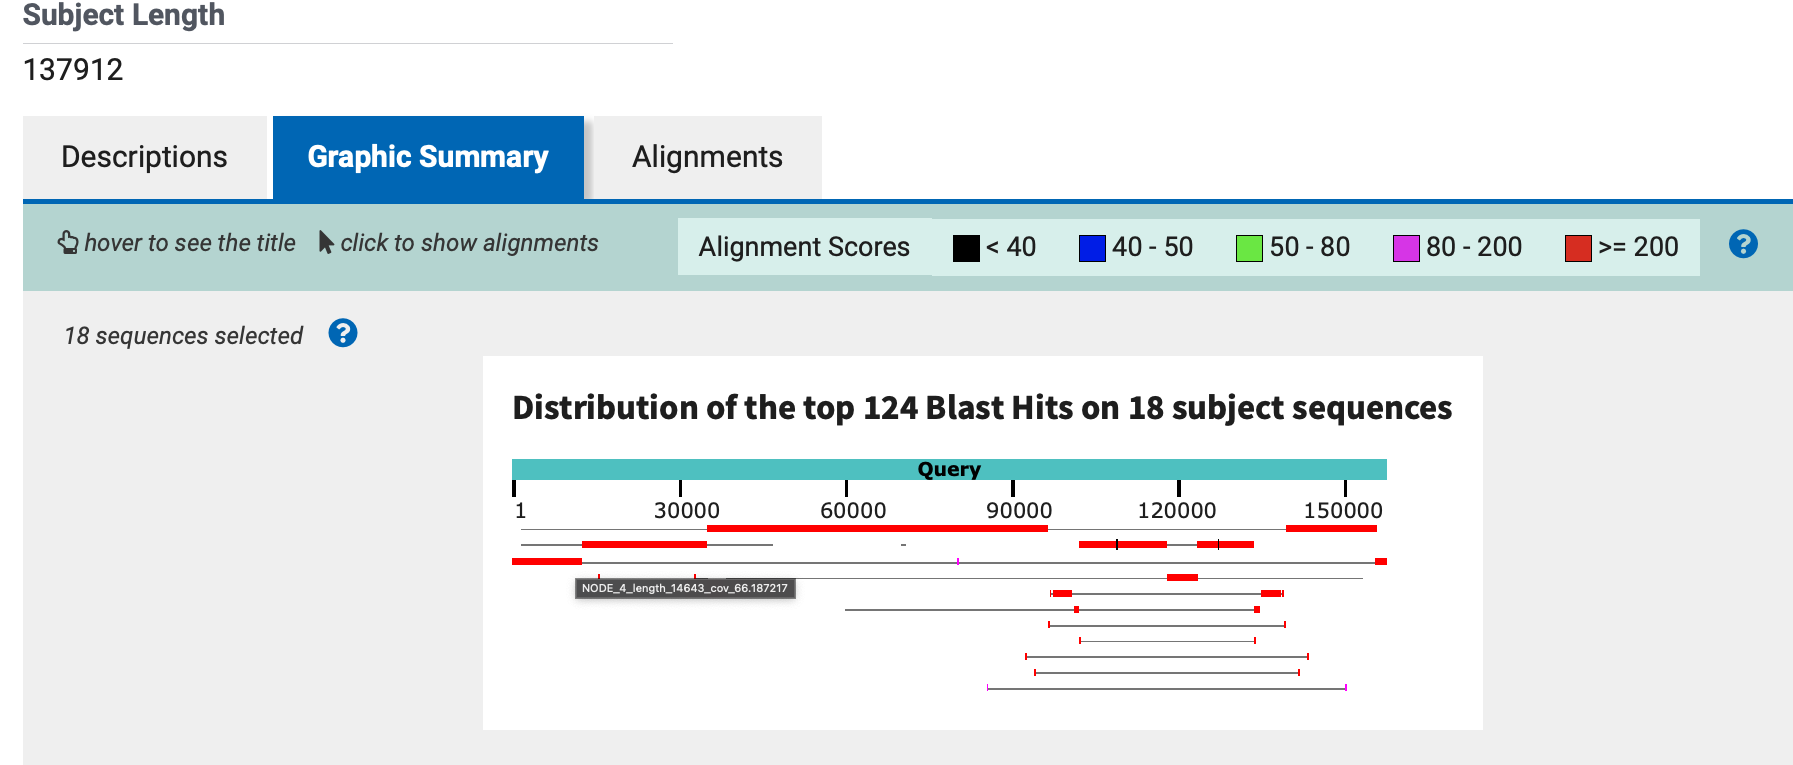 Subject Length
137912
Descriptions Graphic Summary Alignments
hover to see the title click to show alignments Alignment Scores < 40 40 - 50 50 - 80 80 - 200 >= 200 ?
18 sequences selected ?
Distribution of the top 124 Blast Hits on 18 subject sequences
Query
1 30000 60000 90000 120000 150000
NODE_4_length_14643_cov_66.187217